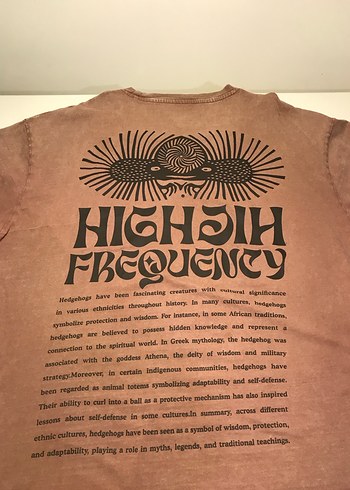 HIGHGIH
FREQUENCY
Hedgehogs have been fascinating creatures with cultural significance
in various ethnicities throughout history. In many cultures, hedgehogs
symbolize protection and wisdom. For instance, in some African traditions,
hedgehogs are believed to possess hidden knowledge and represent a
connection to the spiritual world. In Greek mythology, the hedgehog was
associated with the goddess Athena, the deity of wisdom and military
strategy.Moreover, in certain Indigenous communities, hedgehogs have
been regarded as animal totems symbolizing adaptability and self-defense.
Their ability to curl into a ball as a protective mechanism has also inspired
lessons about self-defense in some cultures.In summary, across different
ethnic cultures, hedgehogs have been seen as a symbol of wisdom, protection,
and adaptability, playing a role in myths, legends, and traditional teachings.